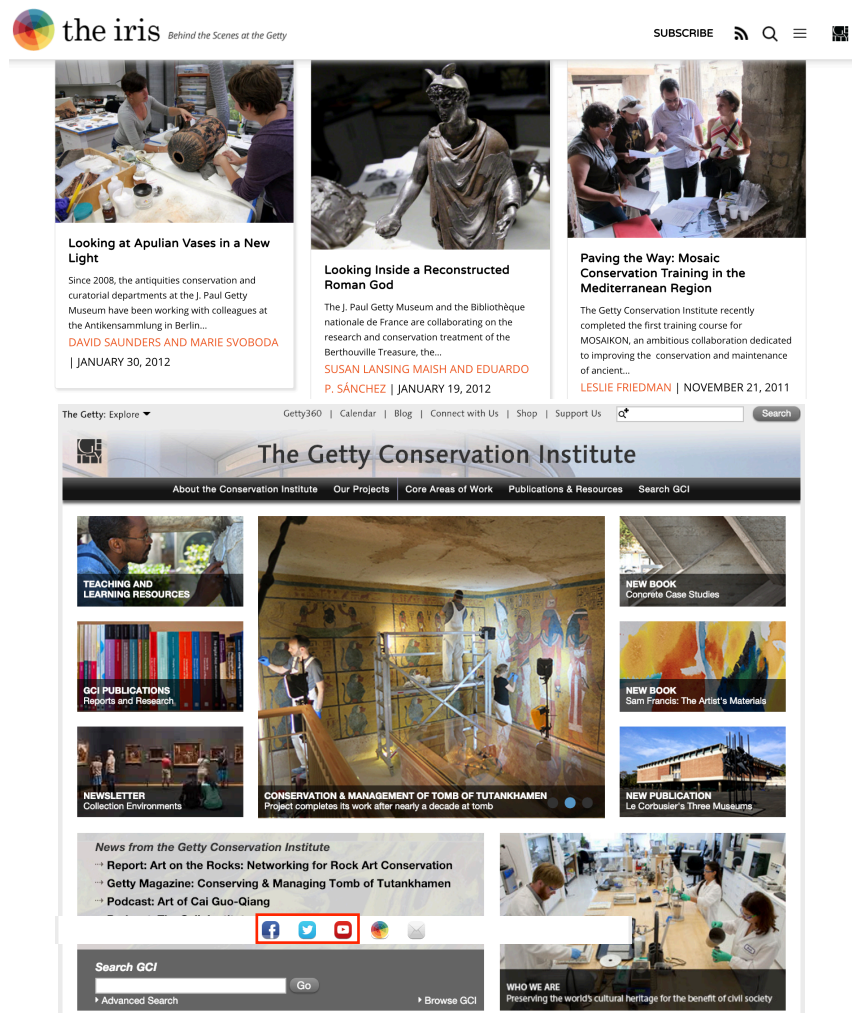 the iris Behind the Scenes at the Getty SUBSCRIBE
Looking at Apulian Vases in a New
Light
Since 2008, the antiquities conservation and
curatorial departments at the J. Paul Getty
Museum have been working with colleagues at
the Antikensammlung in Berlin...
DAVID SAUNDERS AND MARIE SVOBODA
| JANUARY 30, 2012
Looking Inside a Reconstructed
Roman God
The J. Paul Getty Museum and the Bibliothèque
nationale de France are collaborating on the
research and conservation treatment of the
Berthouville Treasure, the...
SUSAN LANSING MAISH AND EDUARDO
P. SÁNCHEZ | JANUARY 19, 2012
Paving the Way: Mosaic
Conservation Training in the
Mediterranean Region
The Getty Conservation Institute recently
completed the first training course for
MOSAIKON, an ambitious collaboration dedicated
to improving the conservation and maintenance
of ancient...
LESLIE FRIEDMAN | NOVEMBER 21, 2011
The Getty: Explore Getty360 | Calendar | Blog | Connect with Us | Shop | Support Us Search
The Getty Conservation Institute
About the Conservation Institute Our Projects Core Areas of Work Publications & Resources Search GCI
TEACHING AND
LEARNING RESOURCES
GCI PUBLICATIONS
Reports and Research
NEWSLETTER
Collection Environments
CONSERVATION & MANAGEMENT OF TOMB OF TUTANKHAMEN
Project completes its work after nearly a decade at tomb
NEW BOOK
Concrete Case Studies
NEW BOOK
Sam Francis: The Artist's Materials
NEW PUBLICATION
Le Corbusier's Three Museums
News from the Getty Conservation Institute
Report: Art on the Rocks: Networking for Rock Art Conservation
Getty Magazine: Conserving & Managing Tomb of Tutankhamen
Podcast: Art of Cai Guo-Qiang
Search GCI
Go
Advanced Search Browse GCI
WHO WE ARE
Preserving the world's cultural heritage for the benefit of civil society